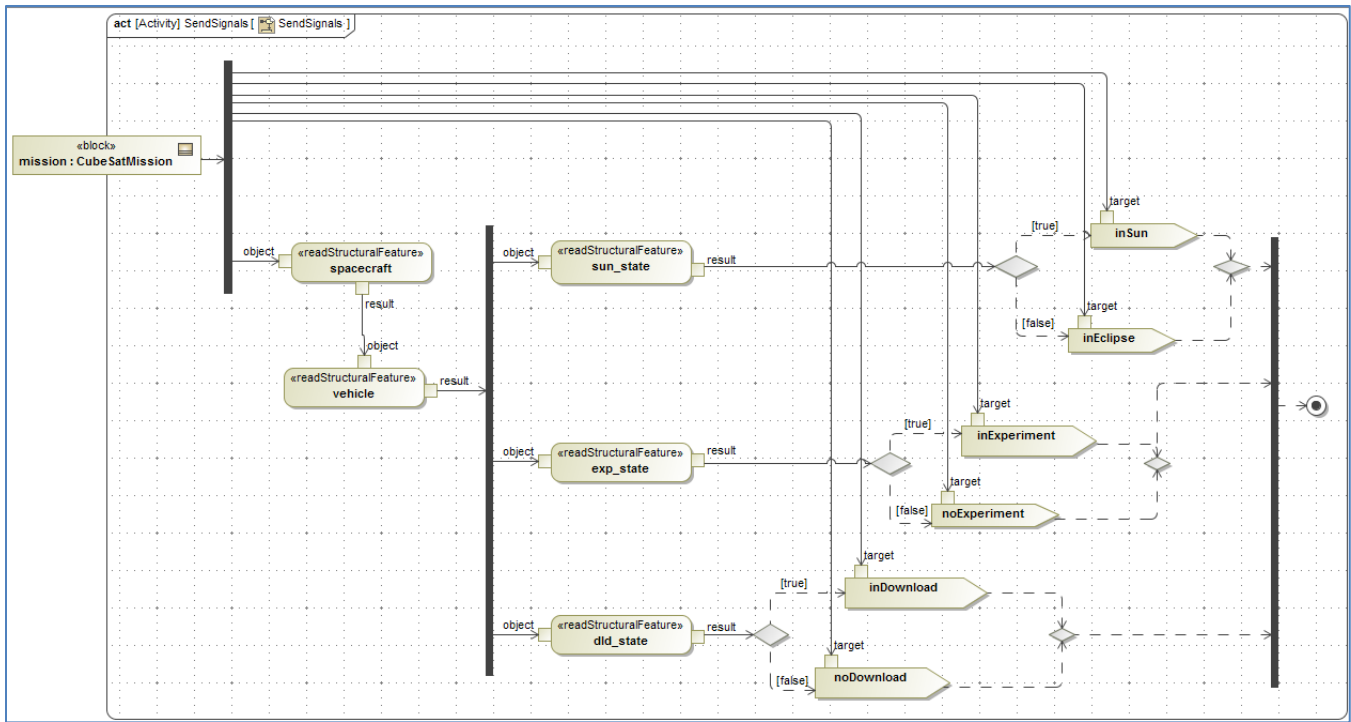 act [Activity] SendSignals [ SendSignals ]
«block»
mission : CubeSatMission
target
[true]
inSun
object
«readStructuralFeature»
spacecraft
result
object
«readStructuralFeature»
sun_state
result
target
[false]
inEclipse
object
«readStructuralFeature»
vehicle
result
target
[true]
inExperiment
object
«readStructuralFeature»
exp_state
result
target
[false]
noExperiment
target
[true]
inDownload
object
«readStructuralFeature»
dld_state
result
target
[false]
noDownload